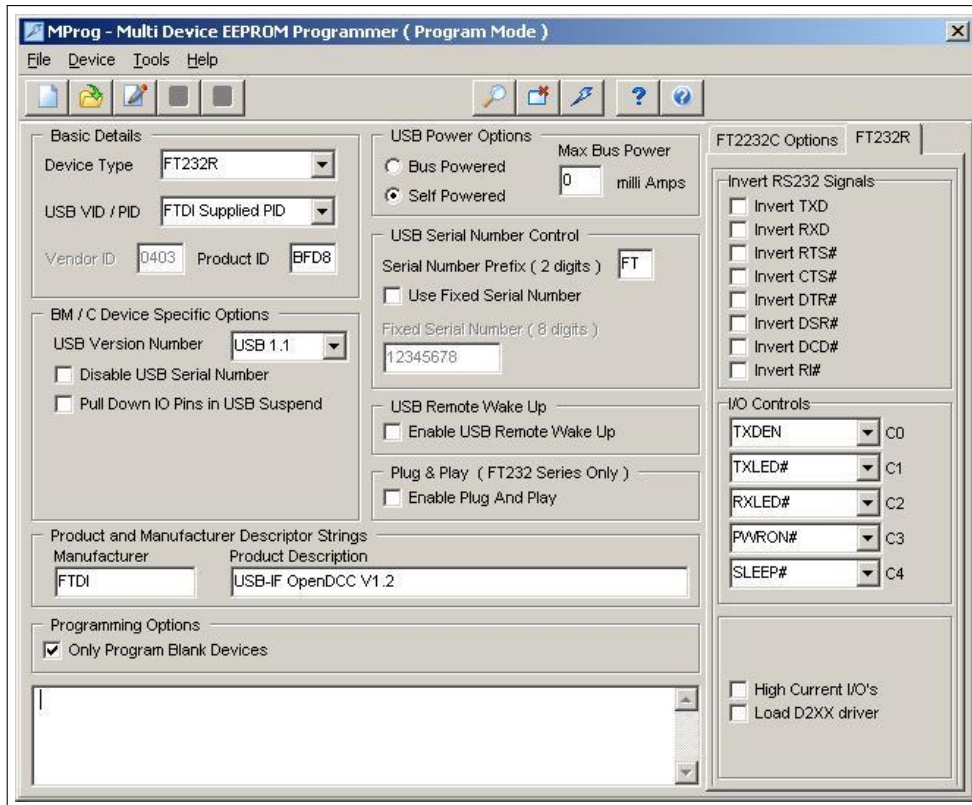 MProg - Multi Device EEPROM Programmer ( Program Mode )
File Device Tools Help
Basic Details
Device Type FT232R
USB VID / PID FTDI Supplied PID
Vendor ID 0403 Product ID BFD8
BM / C Device Specific Options
USB Version Number USB 1.1
Disable USB Serial Number
Pull Down IO Pins in USB Suspend
USB Power Options
Bus Powered
Self Powered
Max Bus Power
0 milli Amps
USB Serial Number Control
Serial Number Prefix ( 2 digits ) FT
Use Fixed Serial Number
Fixed Serial Number ( 8 digits )
12345678
USB Remote Wake Up
Enable USB Remote Wake Up
Plug & Play ( FT232 Series Only )
Enable Plug And Play
Product and Manufacturer Descriptor Strings
Manufacturer Product Description
FTDI USB-IF OpenDCC V1.2
Programming Options
Only Program Blank Devices
FT2232C Options FT232R
Invert RS232 Signals
Invert TXD
Invert RXD
Invert RTS#
Invert CTS#
Invert DTR#
Invert DSR#
Invert DCD#
Invert RI#
I/O Controls
TXDEN C0
TXLED# C1
RXLED# C2
PWRON# C3
SLEEP# C4
High Current I/O's
Load D2XX driver